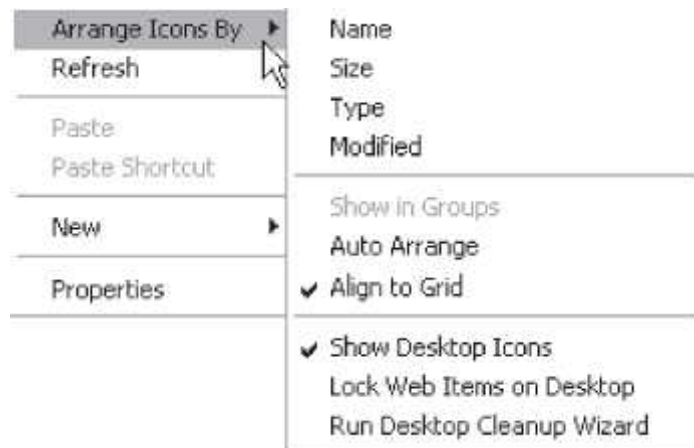 Arrange Icons By
Refresh
Paste
Paste Shortcut
New
Properties
Name
Size
Type
Modified
Show in Groups
Auto Arrange
Align to Grid
Show Desktop Icons
Lock Web Items on Desktop
Run Desktop Cleanup Wizard